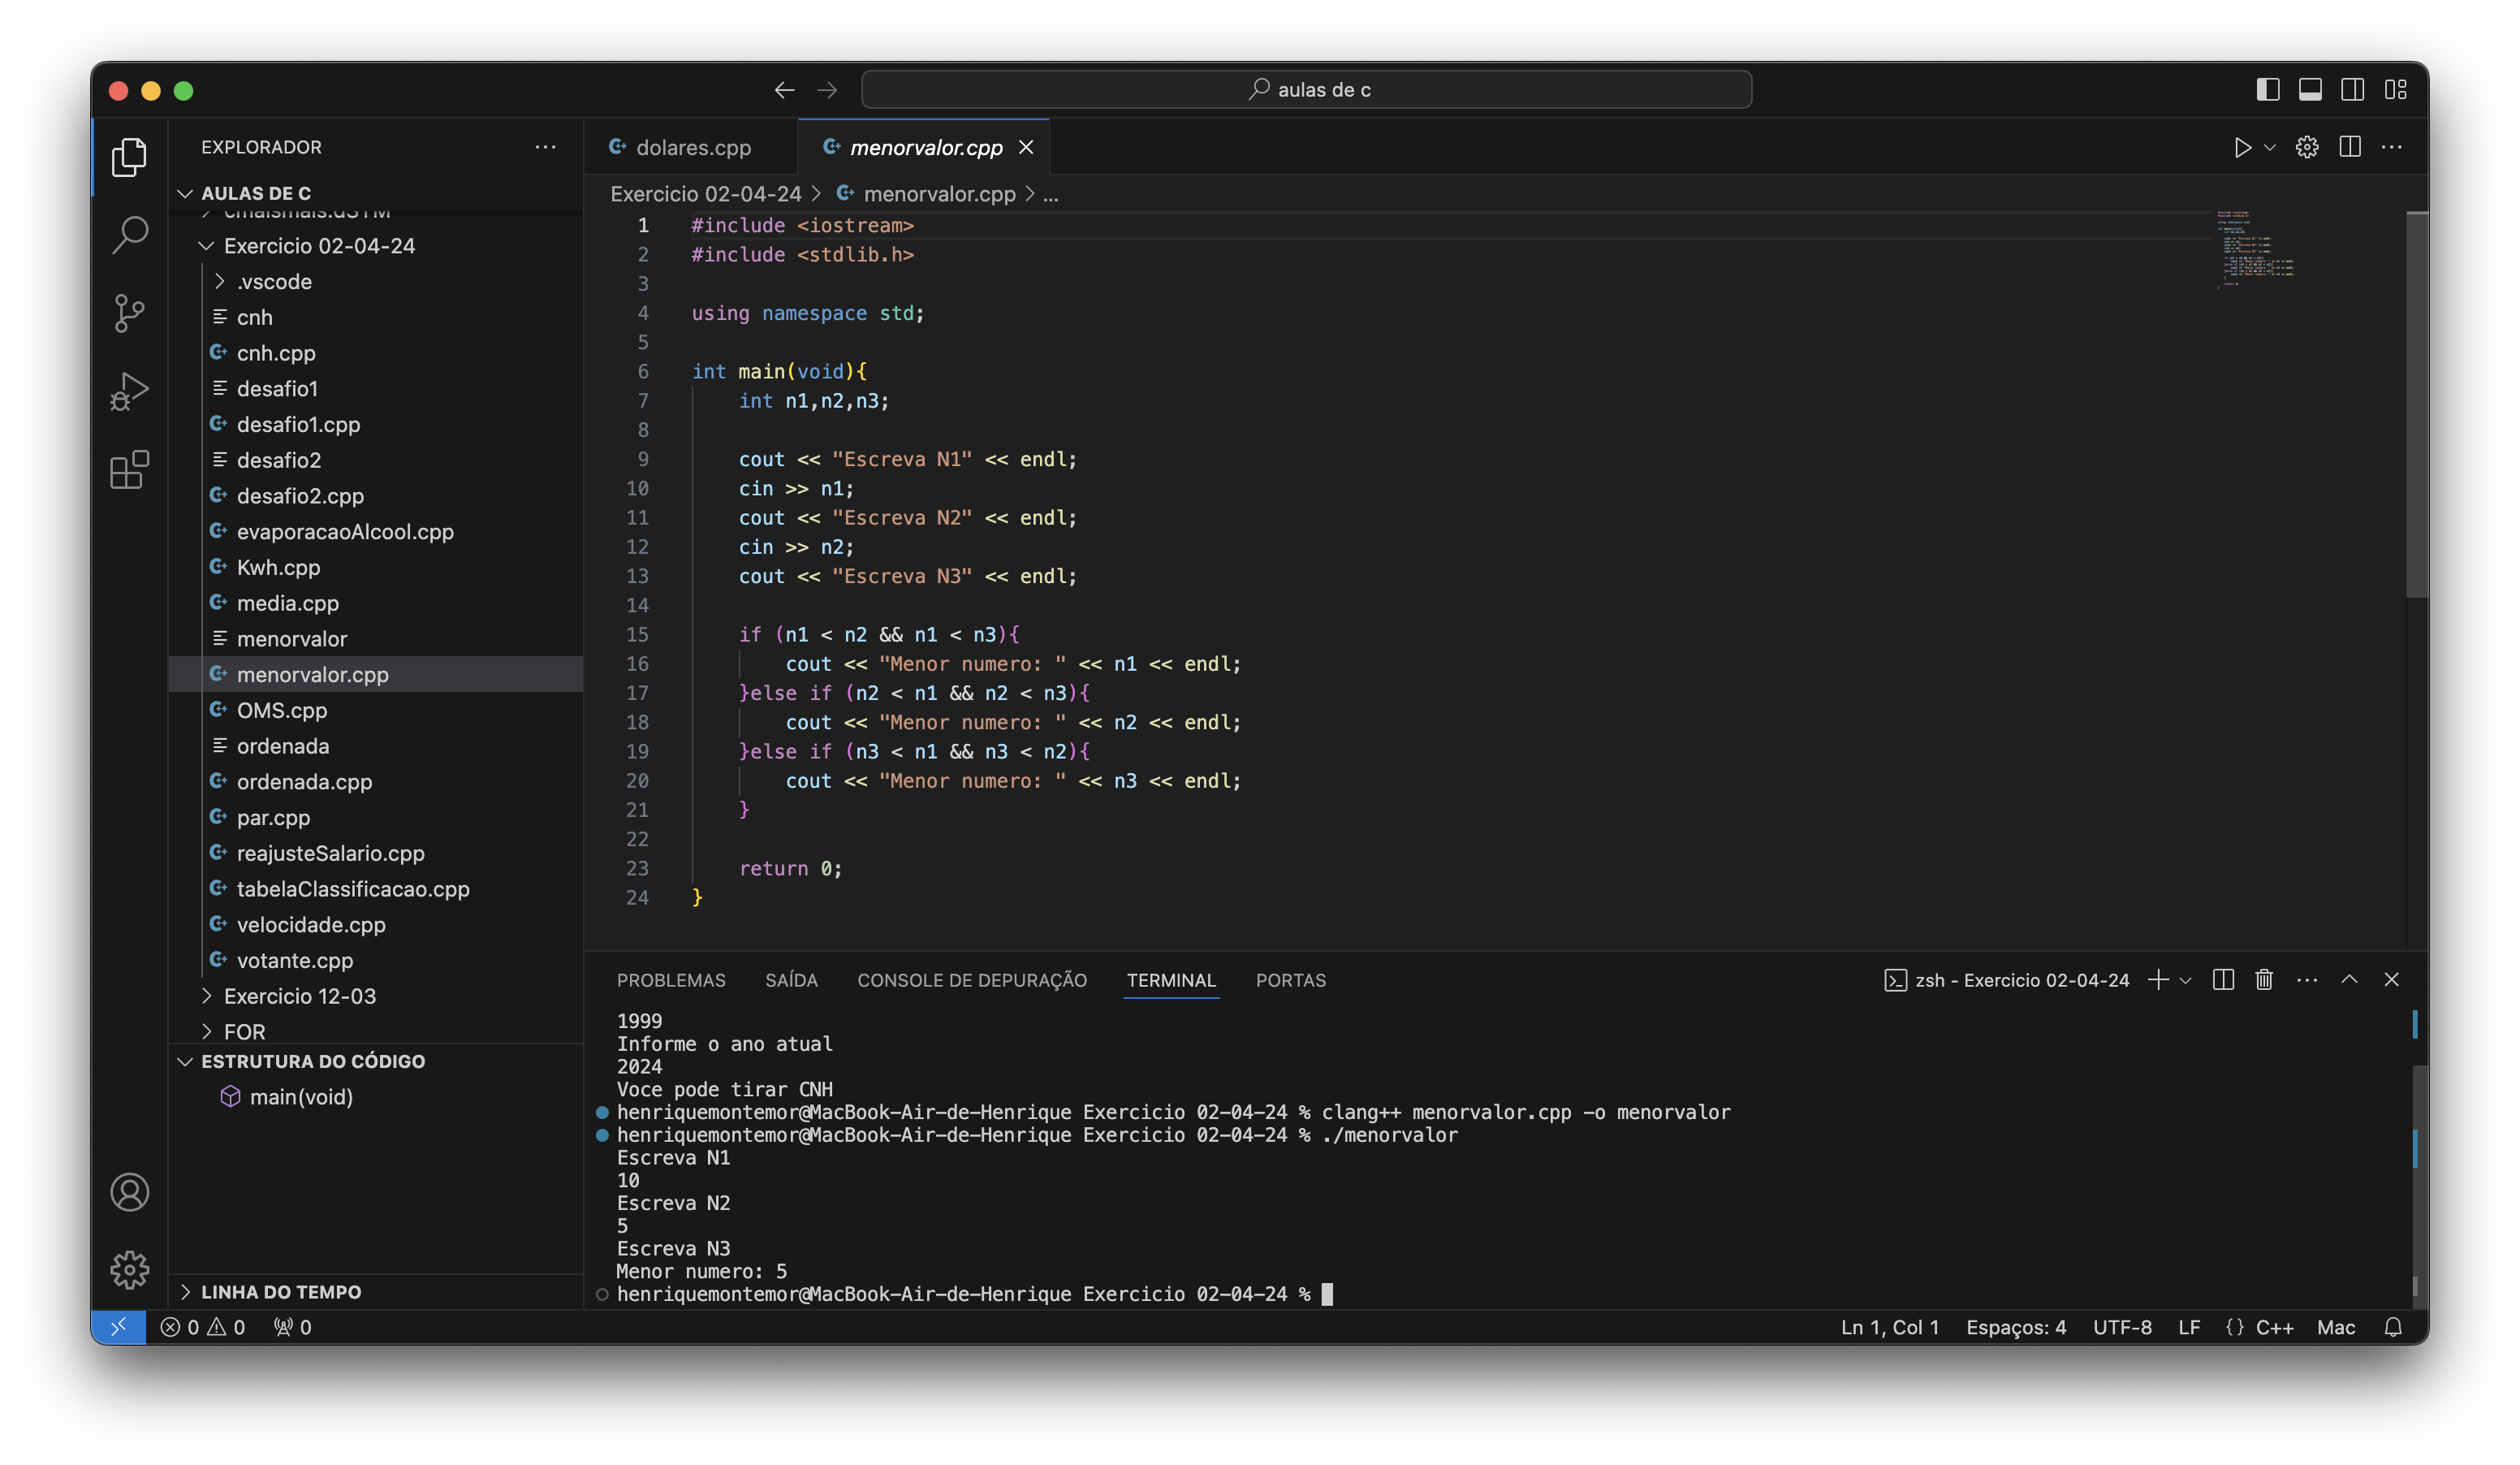 aulas de c
EXPLORADOR
AULAS DE C
cmaismais.dSYM
Exercicio 02-04-24
.vscode
cnh
cnh.cpp
desafio1
desafio1.cpp
desafio2
desafio2.cpp
evaporacaoAlcool.cpp
Kwh.cpp
media.cpp
menorvalor
menorvalor.cpp
OMS.cpp
ordenada
ordenada.cpp
par.cpp
reajusteSalario.cpp
tabelaClassificacao.cpp
velocidade.cpp
votante.cpp
Exercicio 12-03
FOR
ESTRUTURA DO CÓDIGO
main(void)
LINHA DO TEMPO
dolares.cpp
menorvalor.cpp
Exercicio 02-04-24 > menorvalor.cpp > ...
1 #include <iostream>
2 #include <stdlib.h>
3
4 using namespace std;
5
6 int main(void){
7 int n1,n2,n3;
8
9 cout << "Escreva N1" << endl;
10 cin >> n1;
11 cout << "Escreva N2" << endl;
12 cin >> n2;
13 cout << "Escreva N3" << endl;
14
15 if (n1 < n2 && n1 < n3){
16 cout << "Menor numero: " << n1 << endl;
17 }else if (n2 < n1 && n2 < n3){
18 cout << "Menor numero: " << n2 << endl;
19 }else if (n3 < n1 && n3 < n2){
20 cout << "Menor numero: " << n3 << endl;
21 }
22
23 return 0;
24 }
PROBLEMAS SAÍDA CONSOLE DE DEPURAÇÃO TERMINAL PORTAS
zsh - Exercicio 02-04-24
1999
Informe o ano atual
2024
Voce pode tirar CNH
henriquemontemor@MacBook-Air-de-Henrique Exercicio 02-04-24 % clang++ menorvalor.cpp -o menorvalor
henriquemontemor@MacBook-Air-de-Henrique Exercicio 02-04-24 % ./menorvalor
Escreva N1
10
Escreva N2
5
Escreva N3
Menor numero: 5
henriquemontemor@MacBook-Air-de-Henrique Exercicio 02-04-24 %
0 0 0
Ln 1, Col 1 Espaços: 4 UTF-8 LF {} C++ Mac